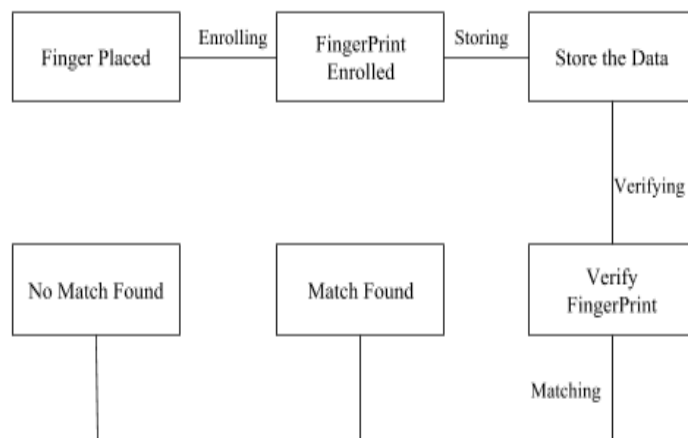 Finger Placed
Enrolling
FingerPrint
Enrolled
Storing
Store the Data
Verifying
No Match Found
Match Found
Verify
FingerPrint
Matching